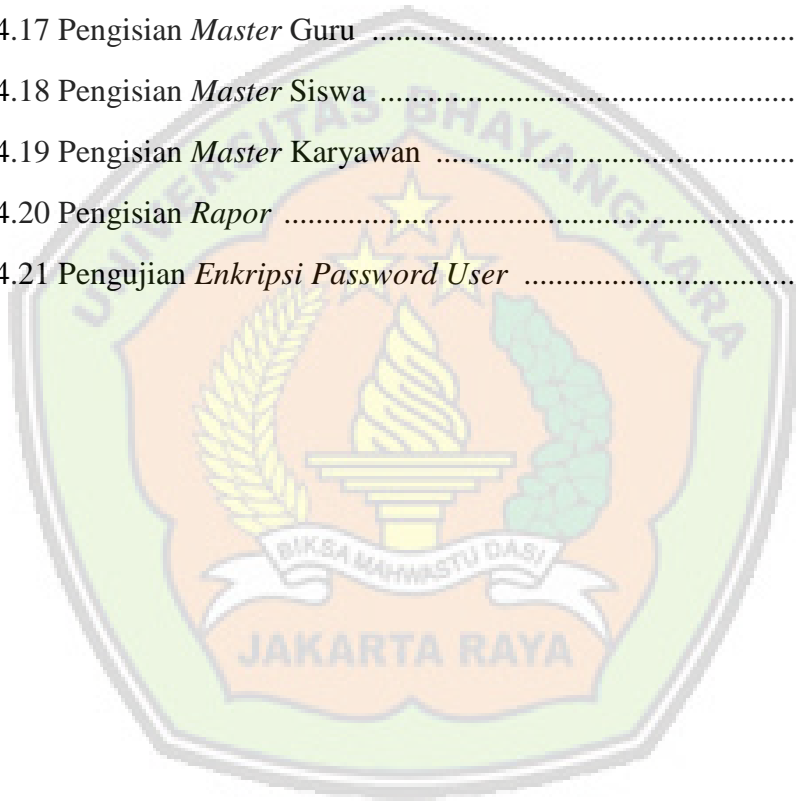 4.17 Pengisian Master Guru ....................................................
4.18 Pengisian Master Siswa ...................................................
4.19 Pengisian Master Karyawan ............................................
4.20 Pengisian Rapor ...............................................................
4.21 Pengujian Enkripsi Password User .................................
UNIVERSITAS BHAYANGKARA
BIKSA MAHWASTU DASI
JAKARTA RAYA